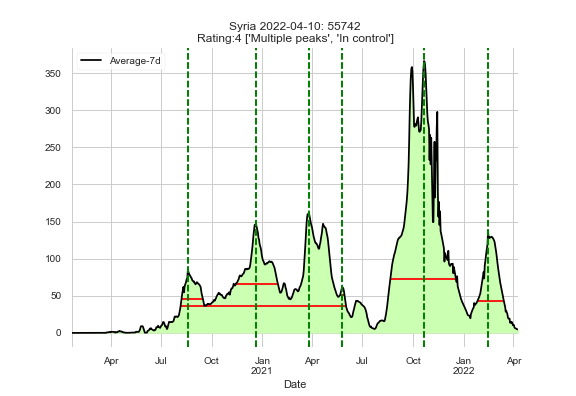 Syria 2022-04-10: 55742
Rating:4 ['Multiple peaks', 'In control']
Average-7d
350
300
250
200
150
100
50
0
Apr Jul Oct Jan Apr Jul Oct Jan Apr
2021 2022
Date